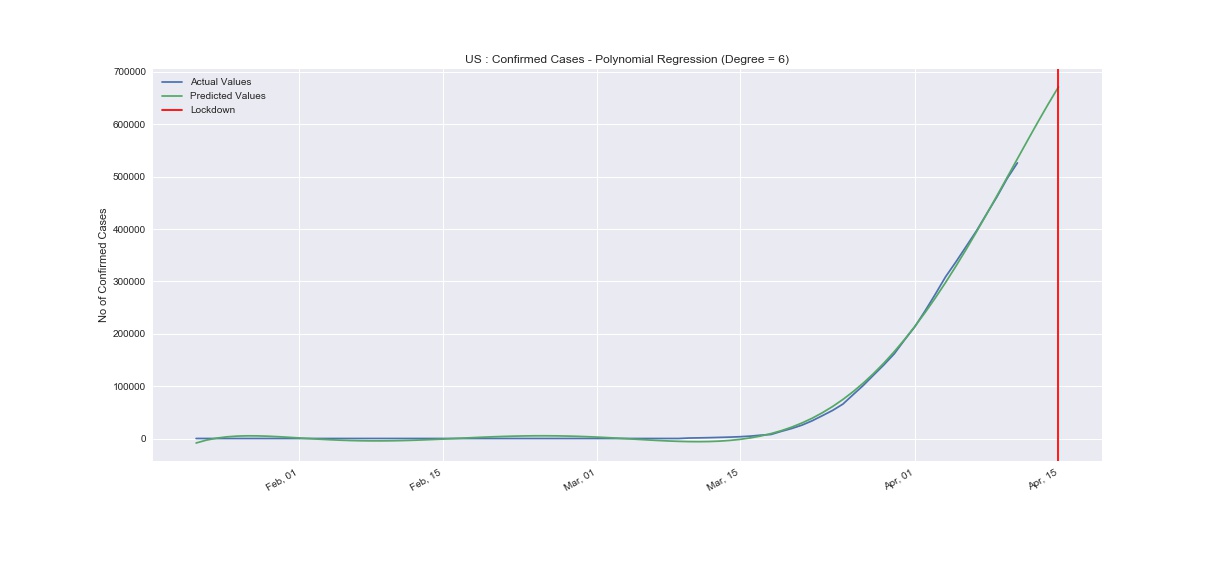 US : Confirmed Cases - Polynomial Regression (Degree = 6)
Actual Values
Predicted Values
Lockdown
No of Confirmed Cases
700000
600000
500000
400000
300000
200000
100000
0
Feb, 01
Feb, 15
Mar, 01
Mar, 15
Apr, 01
Apr, 15